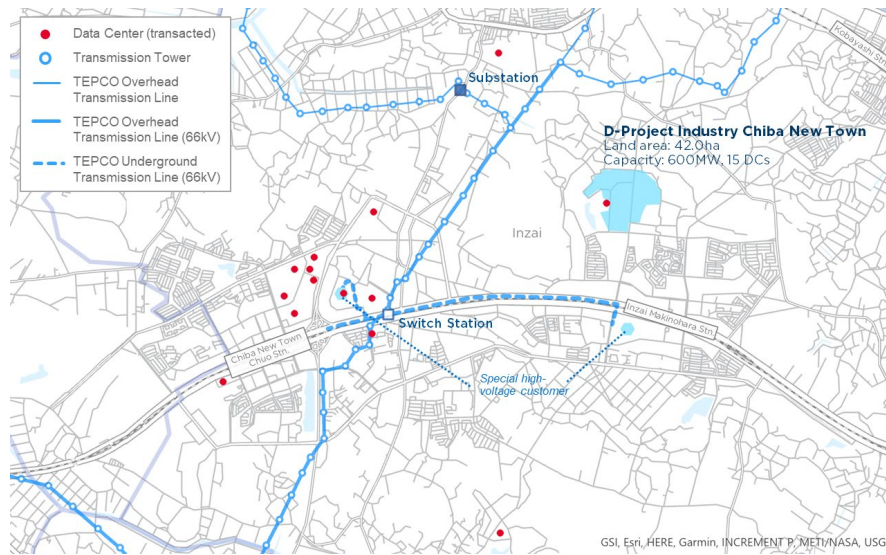 Data Center (transacted)
Transmission Tower
TEPCO Overhead
Transmission Line
TEPCO Overhead
Transmission Line (66kV)
TEPCO Underground
Transmission Line (66kV)
Kobayashi Stn.
Substation
D-Project Industry Chiba New Town
Land area: 42.0ha
Capacity: 600MW, 15 DCs
Inzai
Inzai Makinohara Stn.
Switch Station
Chiba New Town
Chuo Stn.
Special high-
voltage-customer
GSI, Esri, HERE, Garmin, INCREMENT P, METI/NASA, USG